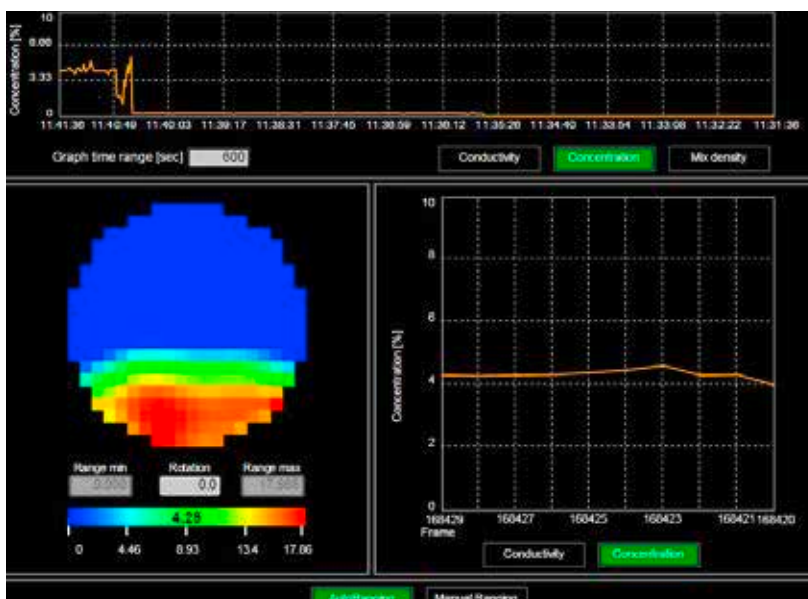 10
6.66
3.33
0
Concentration [%]
11:41:36 11:40:49 11:40:03 11:39:17 11:38:31 11:37:45 11:36:59 11:36:12 11:35:26 11:34:40 11:33:54 11:33:08 11:32:22 11:31:36
Graph time range [sec] 600
Conductivity Concentration Mix density
Range min Rotation Range max
0.0
4.26
0 4.46 8.93 13.4 17.86
10
8
6
4
2
0
Concentration [%]
168429 168427 168425 168423 168421 168420
Frame
Conductivity Concentration
AutoRanging Manual Ranging